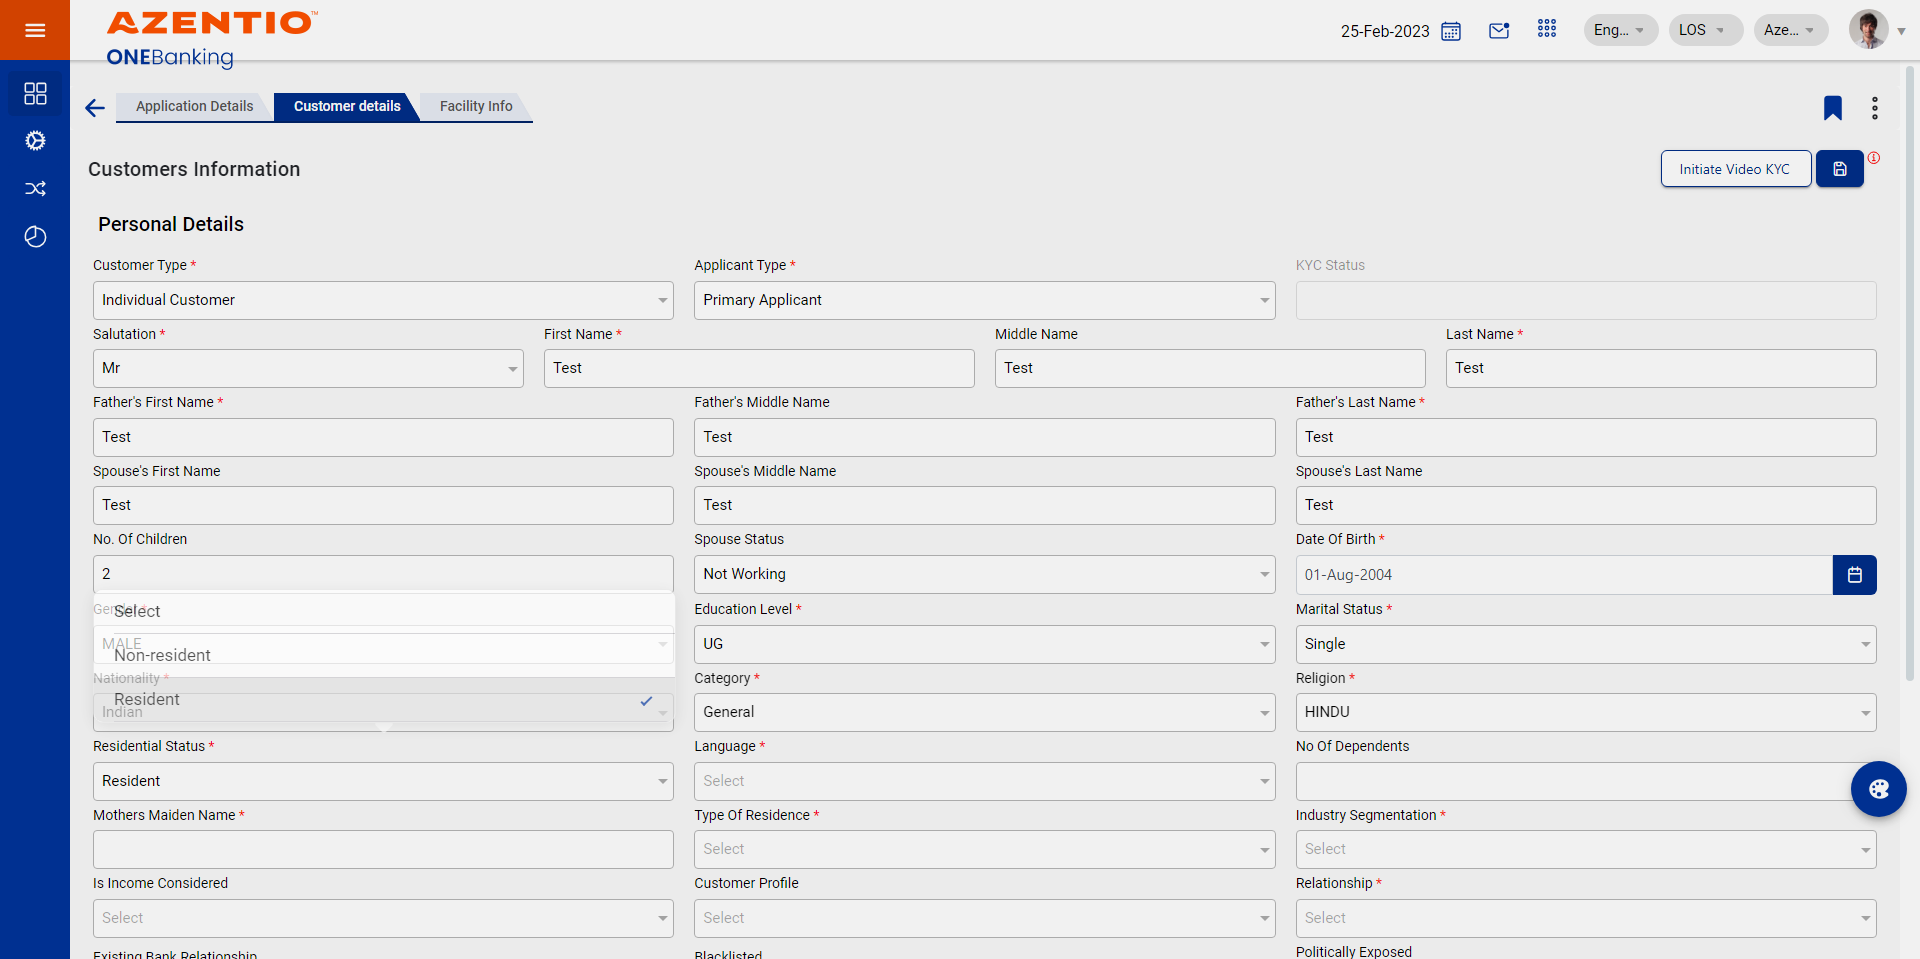 AZENTIO™
ONEBanking
25-Feb-2023
Eng...
LOS
Aze...
Application Details
Customer details
Facility Info
Customers Information
Initiate Video KYC
Personal Details
Customer Type *
Applicant Type *
KYC Status
Individual Customer
Primary Applicant
Salutation *
First Name *
Middle Name
Last Name *
Mr
Test
Test
Test
Father's First Name *
Father's Middle Name
Father's Last Name *
Test
Test
Test
Spouse's First Name
Spouse's Middle Name
Spouse's Last Name
Test
Test
Test
No. Of Children
Spouse Status
Date Of Birth *
2
Not Working
01-Aug-2004
Gender *
Select
Education Level *
Marital Status *
MALE
UG
Single
Non-resident
Nationality *
Category *
Religion *
Resident
Indian
General
HINDU
Residential Status *
Language *
No Of Dependents
Resident
Select
Mothers Maiden Name *
Type Of Residence *
Industry Segmentation *
Select
Select
Is Income Considered
Customer Profile
Relationship *
Select
Select
Select
Existing Bank Relationship
Blacklisted
Politically Exposed